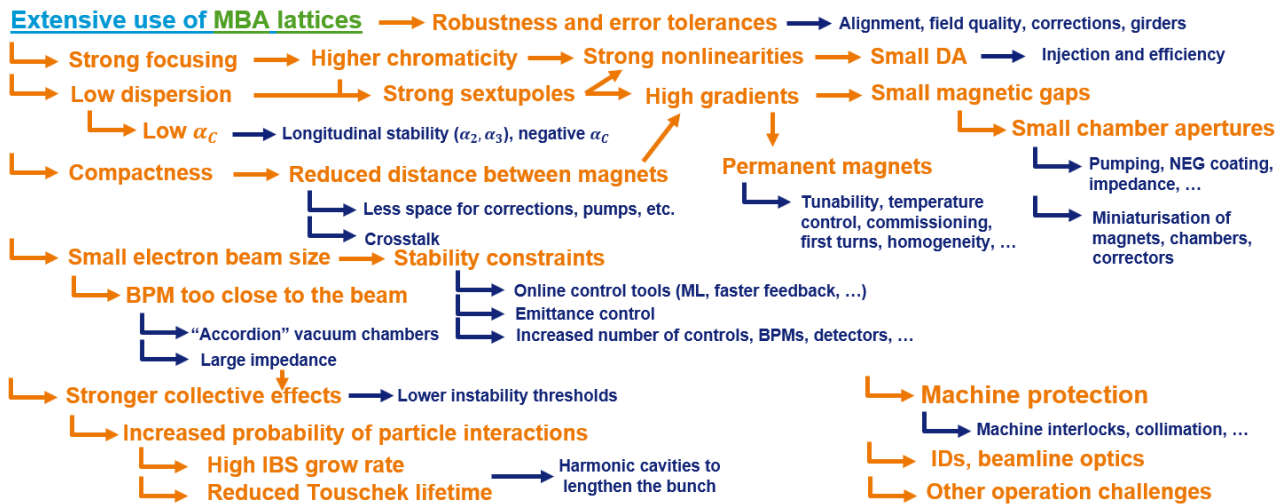 Extensive use of MBA lattices
Robustness and error tolerances
Alignment, field quality, corrections, girders
Strong focusing
Higher chromaticity
Strong nonlinearities
Small DA
Injection and efficiency
Low dispersion
Strong sextupoles
High gradients
Small magnetic gaps
Low α_C
Longitudinal stability (α₂, α₃), negative α_C
Small chamber apertures
Pumping, NEG coating,
impedance, …
Miniaturisation of
magnets, chambers,
correctors
Compactness
Reduced distance between magnets
Less space for corrections, pumps, etc.
Crosstalk
Permanent magnets
Tunability, temperature
control, commissioning,
first turns, homogeneity, …
Small electron beam size
Stability constraints
Online control tools (ML, faster feedback, …)
Emittance control
Increased number of controls, BPMs, detectors, …
BPM too close to the beam
“Accordion” vacuum chambers
Large impedance
Stronger collective effects
Lower instability thresholds
Increased probability of particle interactions
High IBS grow rate
Reduced Touschek lifetime
Harmonic cavities to
lengthen the bunch
Machine protection
Machine interlocks, collimation, …
IDs, beamline optics
Other operation challenges